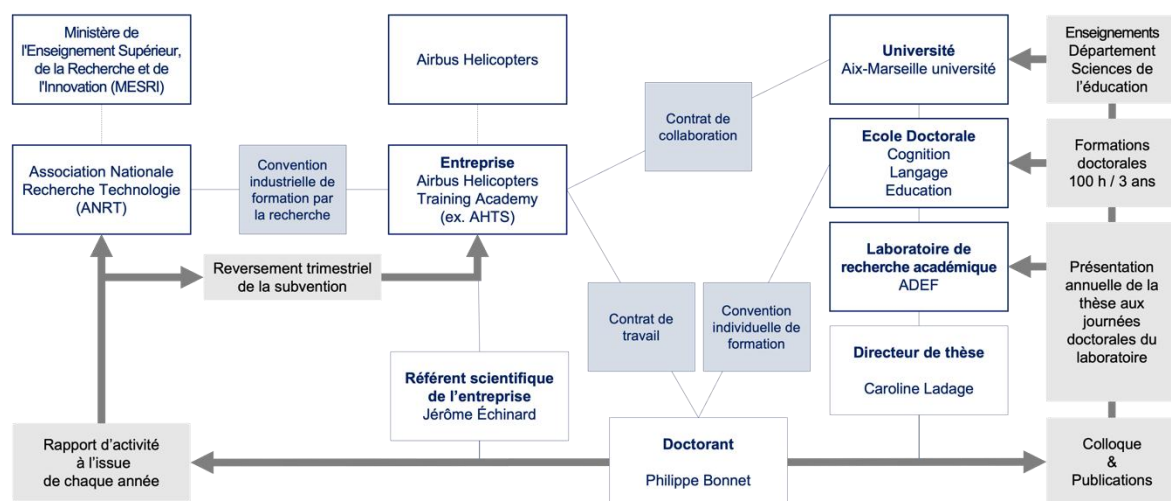 Ministère de
l'Enseignement Supérieur,
de la Recherche et de
l'Innovation (MESRI)
Airbus Helicopters
Université
Aix-Marseille université
Enseignements
Département
Sciences de
l’éducation
Contrat de
collaboration
Association Nationale
Recherche Technologie
(ANRT)
Convention
industrielle de
formation par
la recherche
Entreprise
Airbus Helicopters
Training Academy
(ex. AHTS)
Ecole Doctorale
Cognition
Langage
Education
Formations
doctorales
100 h / 3 ans
Reversement trimestriel
de la subvention
Laboratoire de
recherche académique
ADEF
Présentation
annuelle de la
thèse aux
journées
doctorales du
laboratoire
Contrat de
travail
Convention
individuelle de
formation
Référent scientifique
de l’entreprise
Jérôme Échinard
Directeur de thèse
Caroline Ladage
Rapport d’activité
à l’issue
de chaque année
Doctorant
Philippe Bonnet
Colloque
&
Publications